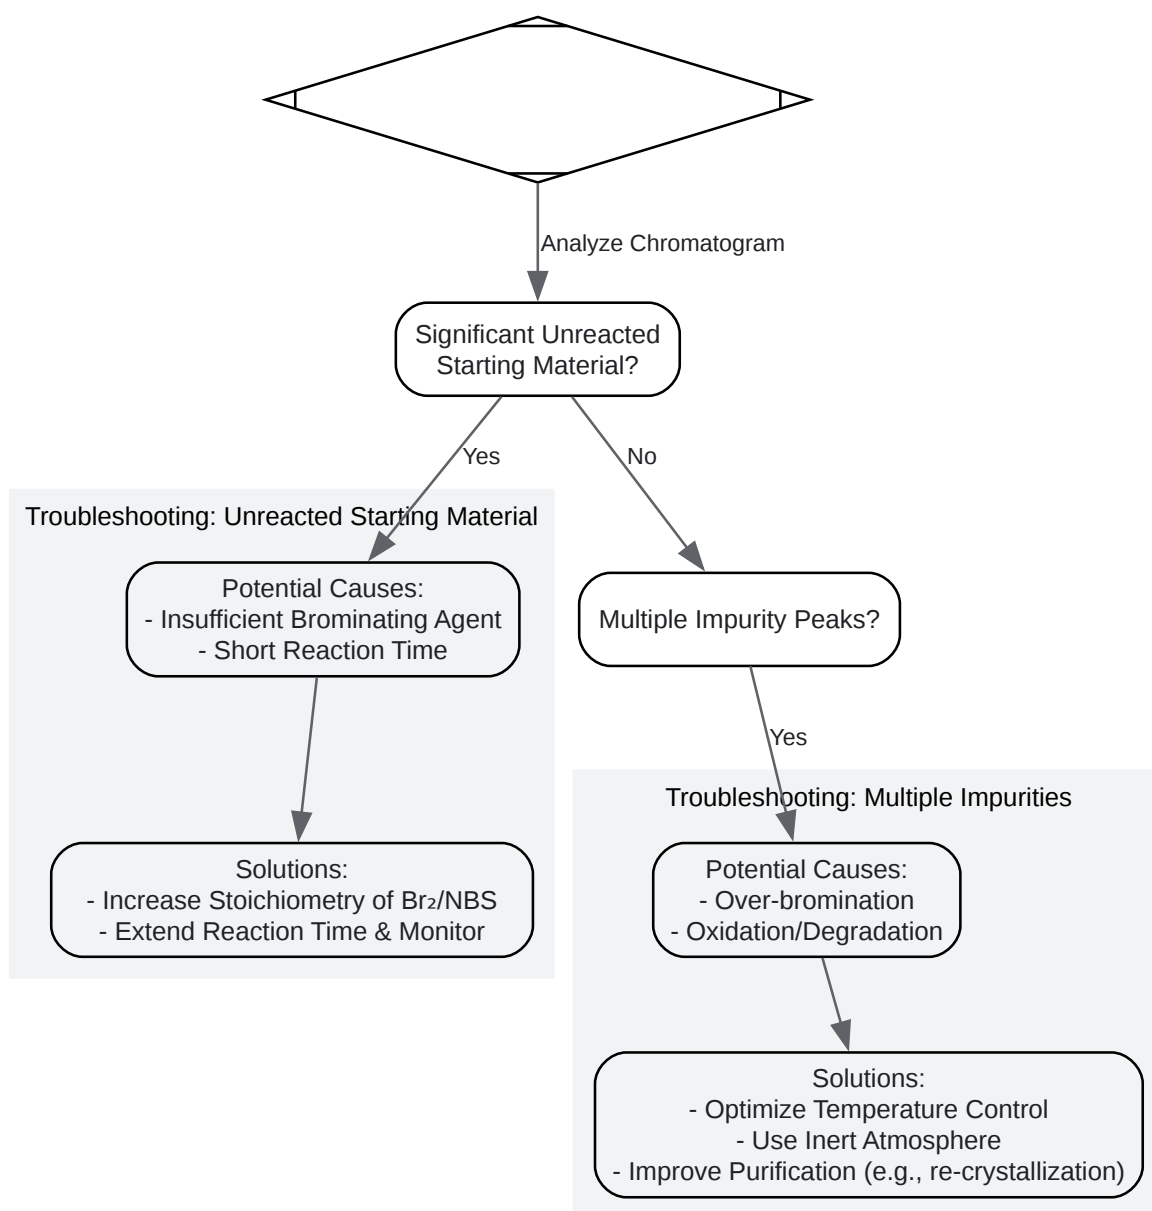 Analyze Chromatogram
Significant Unreacted
Starting Material?
Yes
No
Troubleshooting: Unreacted Starting Material
Potential Causes:
- Insufficient Brominating Agent
- Short Reaction Time
Multiple Impurity Peaks?
Yes
Troubleshooting: Multiple Impurities
Solutions:
- Increase Stoichiometry of Br₂/NBS
- Extend Reaction Time & Monitor
Potential Causes:
- Over-bromination
- Oxidation/Degradation
Solutions:
- Optimize Temperature Control
- Use Inert Atmosphere
- Improve Purification (e.g., re-crystallization)